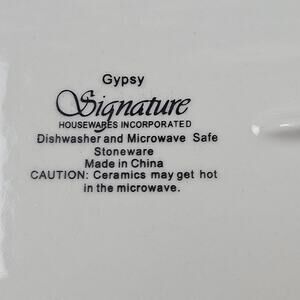 Gypsy
Signature
HOUSEWARES INCORPORATED
Dishwasher and Microwave Safe
Stoneware
Made in China
CAUTION: Ceramics may get hot
in the microwave.